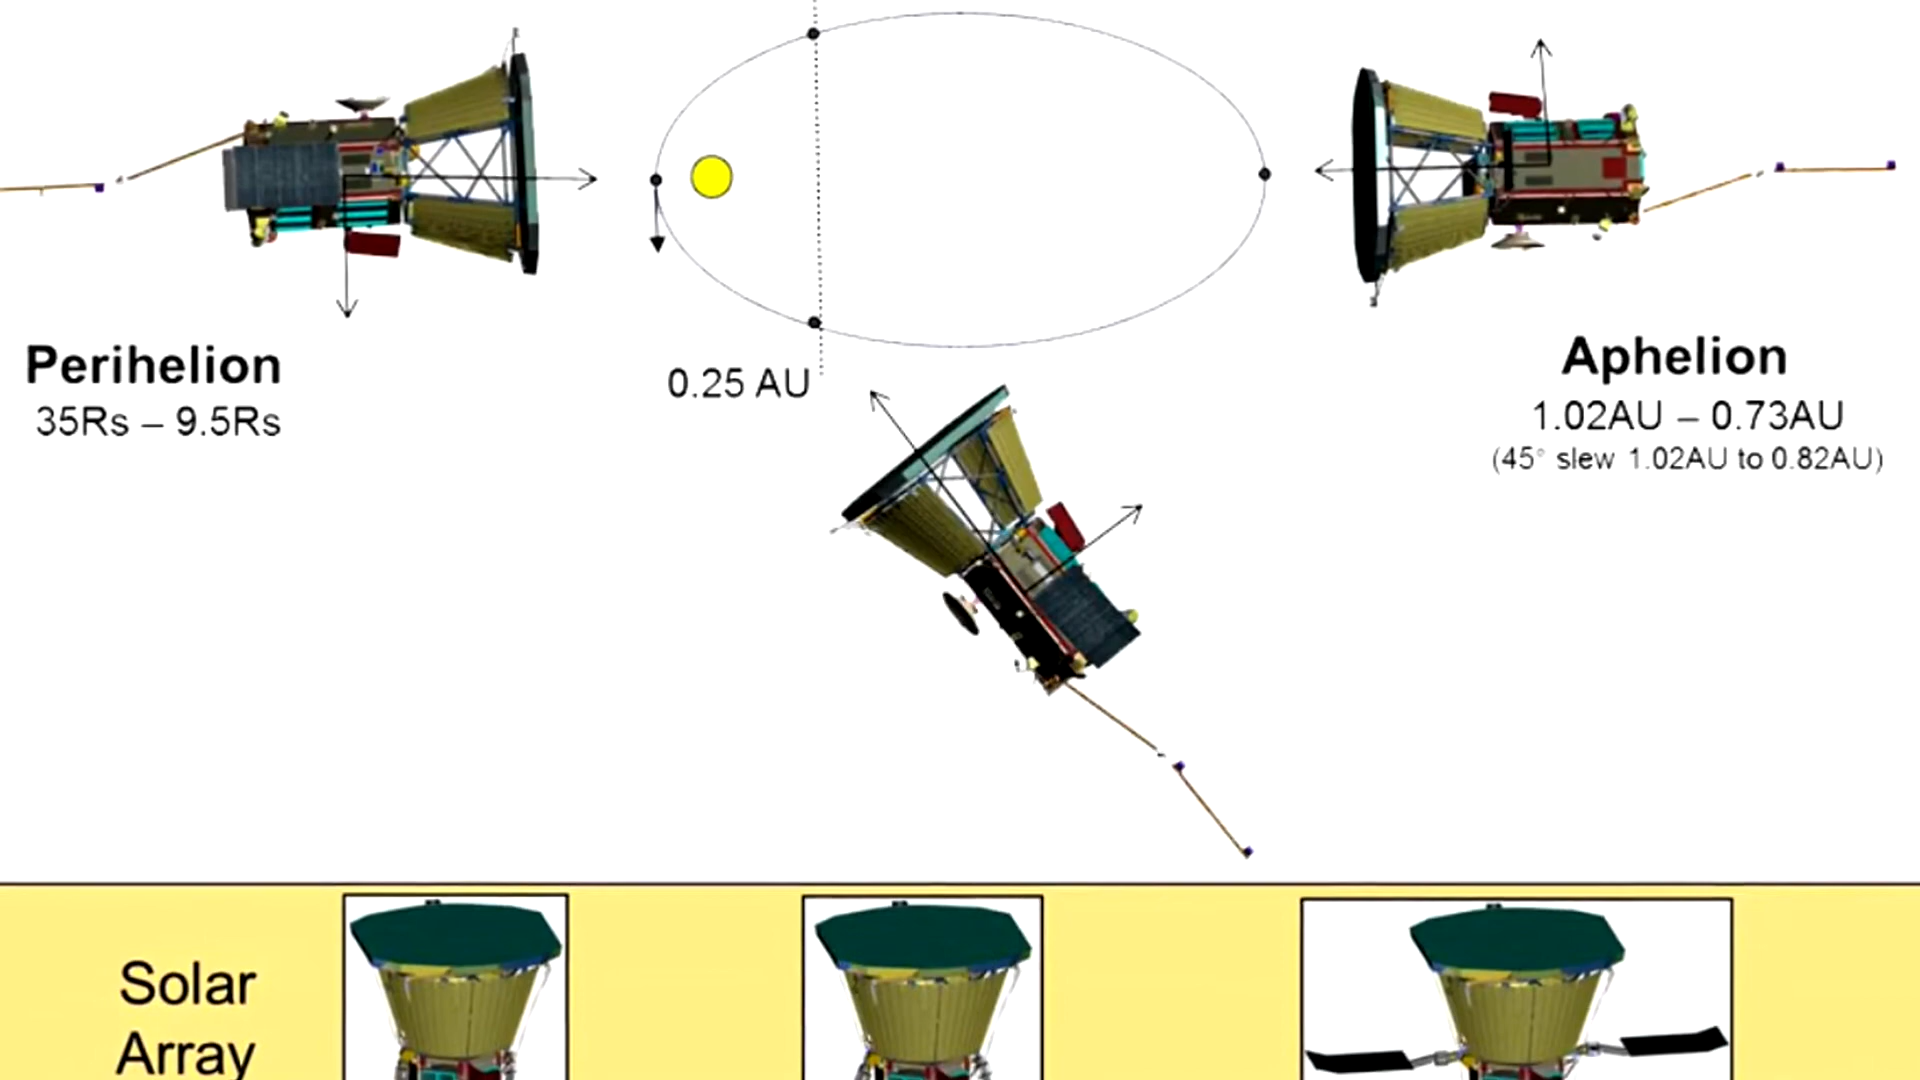 Perihelion
35Rs – 9.5Rs
0.25 AU
Aphelion
1.02AU – 0.73AU
(45° slew 1.02AU to 0.82AU)
Solar
Array